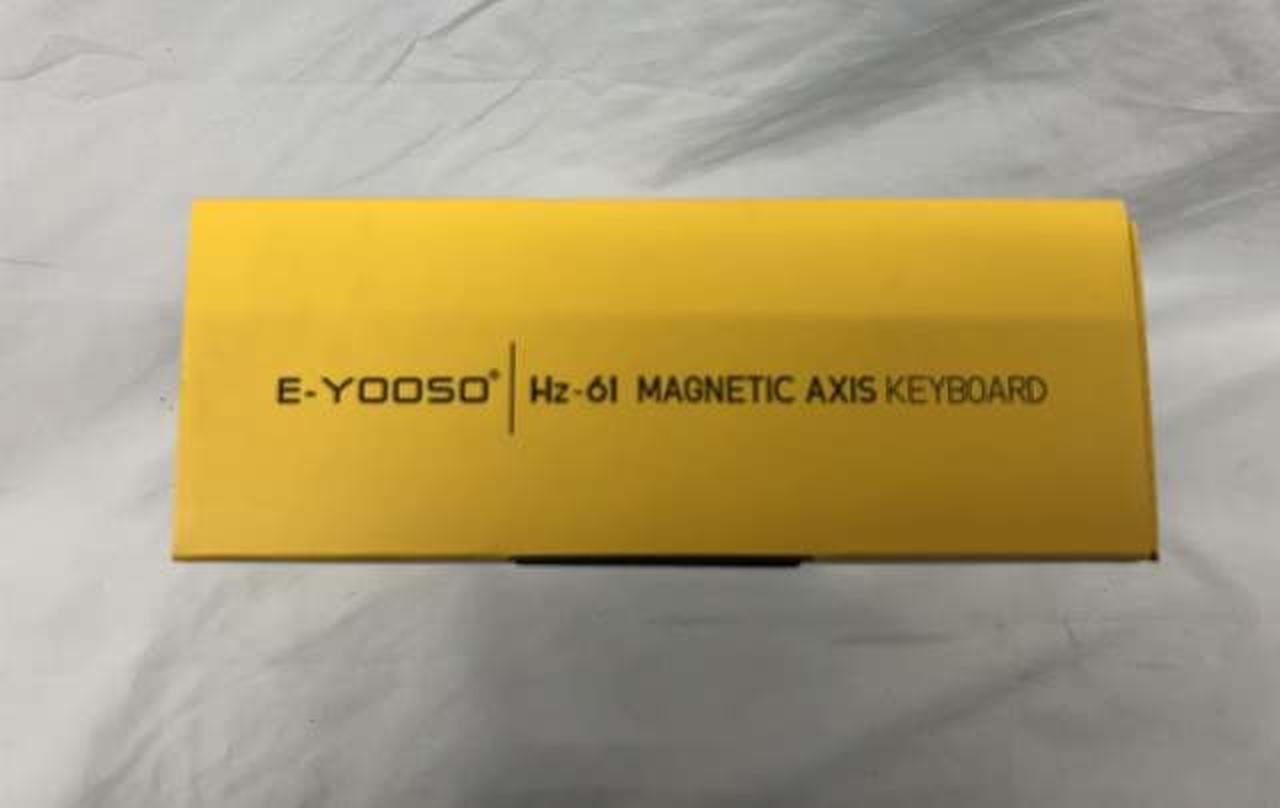 E-YOOSO® | Hz-61 MAGNETIC AXIS KEYBOARD